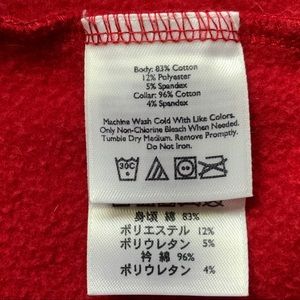 Body: 83% Cotton
12% Polyester
5% Spandex
Collar: 96% Cotton
4% Spandex
Machine Wash Cold With Like Colors.
Only Non-Chlorine Bleach When Needed.
Tumble Dry Medium. Remove Promptly.
Do Not Iron.
30C
身頃 綿 83%
ポリエステル 12%
ポリウレタン 5%
衿 綿 96%
ポリウレタン 4%